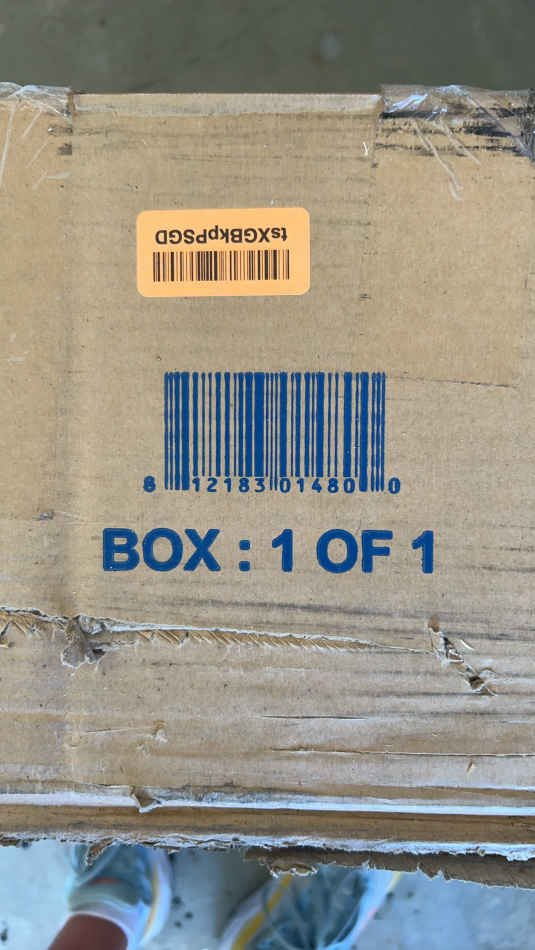 tsXGBkpPSGD
8 12183 01480 0
BOX : 1 OF 1